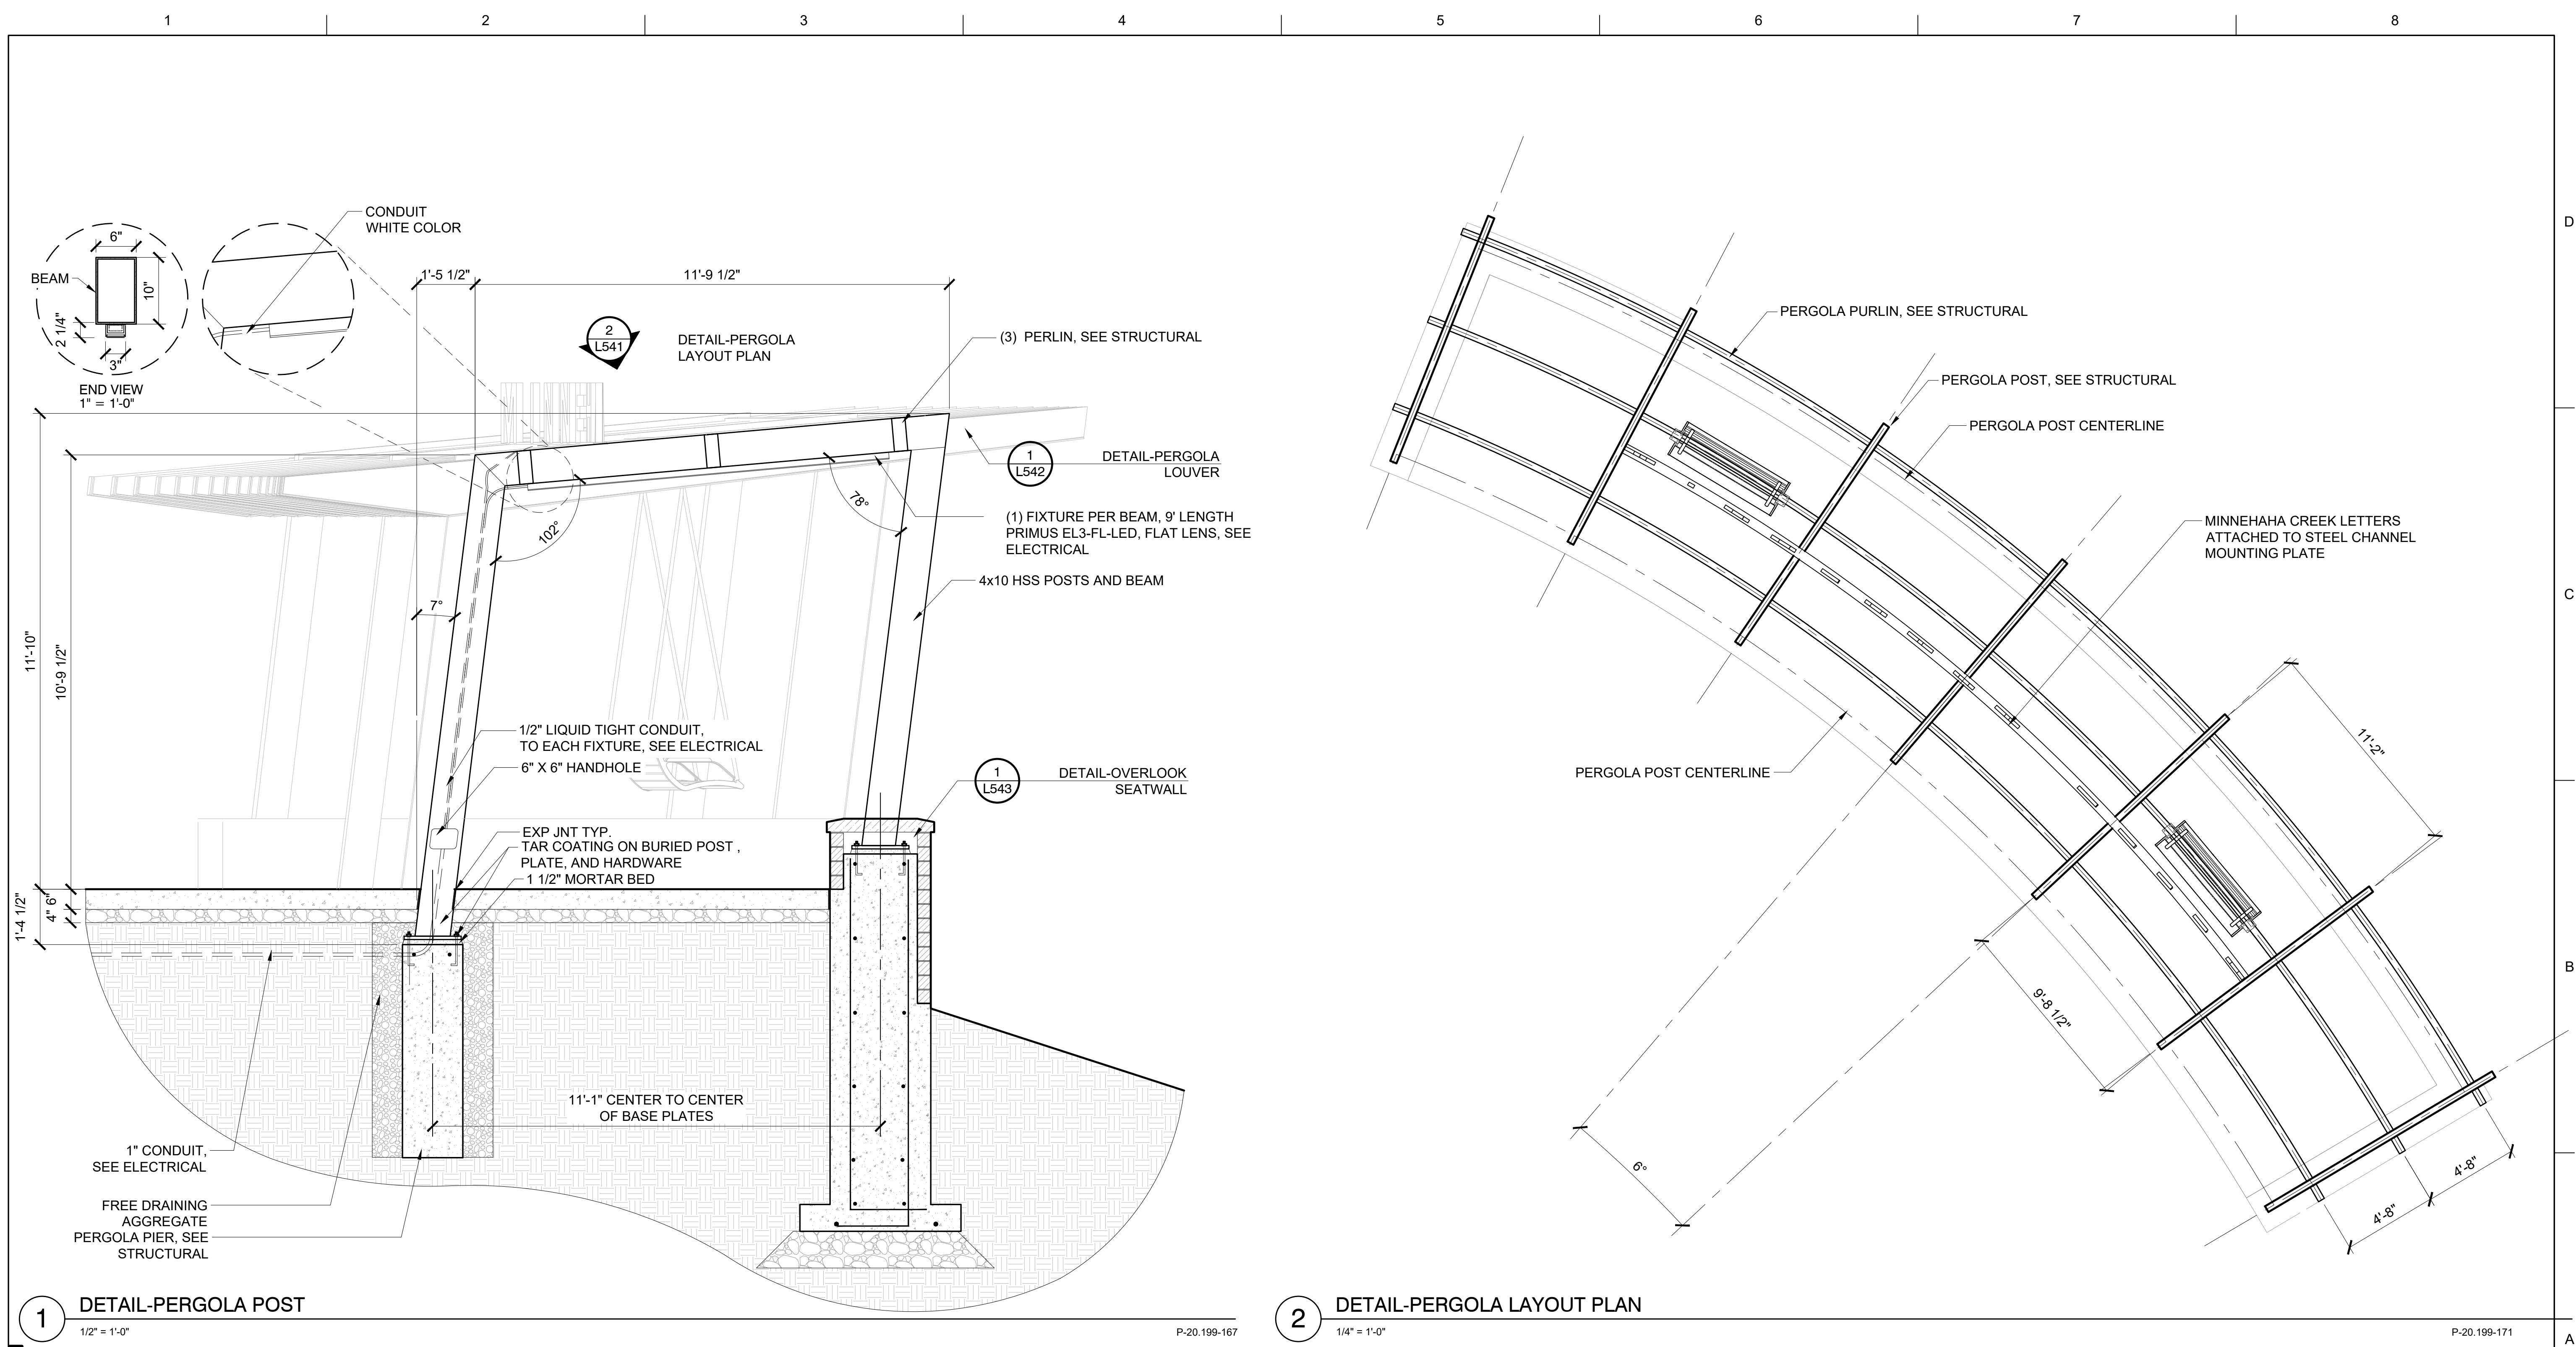 1
2
3
4
5
6
7
8
D
C
B
A
CONDUIT
WHITE COLOR
6"
BEAM
10"
2 1/4"
3"
END VIEW
1" = 1'-0"
1'-5 1/2"
11'-9 1/2"
2
L541
DETAIL-PERGOLA
LAYOUT PLAN
(3) PERLIN, SEE STRUCTURAL
1
L542
DETAIL-PERGOLA
LOUVER
78°
102°
7°
(1) FIXTURE PER BEAM, 9' LENGTH
PRIMUS EL3-FL-LED, FLAT LENS, SEE
ELECTRICAL
4x10 HSS POSTS AND BEAM
11'-10"
10'-9 1/2"
1/2" LIQUID TIGHT CONDUIT,
TO EACH FIXTURE, SEE ELECTRICAL
6" X 6" HANDHOLE
1
L543
DETAIL-OVERLOOK
SEATWALL
EXP JNT TYP.
TAR COATING ON BURIED POST ,
PLATE, AND HARDWARE
1 1/2" MORTAR BED
1'-4 1/2"
4" 6"
11'-1" CENTER TO CENTER
OF BASE PLATES
1" CONDUIT,
SEE ELECTRICAL
FREE DRAINING
AGGREGATE
PERGOLA PIER, SEE
STRUCTURAL
1
DETAIL-PERGOLA POST
1/2" = 1'-0"
P-20.199-167
PERGOLA PURLIN, SEE STRUCTURAL
PERGOLA POST, SEE STRUCTURAL
PERGOLA POST CENTERLINE
MINNEHAHA CREEK LETTERS
ATTACHED TO STEEL CHANNEL
MOUNTING PLATE
PERGOLA POST CENTERLINE
11'-2"
9'-8 1/2"
6°
4'-8"
4'-8"
2
DETAIL-PERGOLA LAYOUT PLAN
1/4" = 1'-0"
P-20.199-171